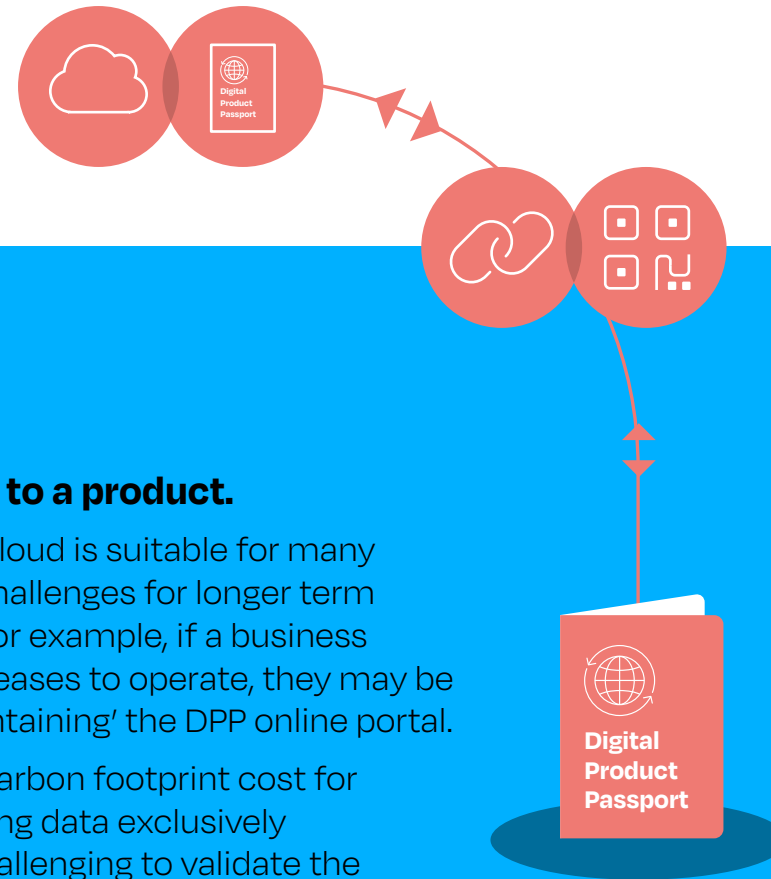 Digital
Product
Passport
to a product.
loud is suitable for many
hallenges for longer term
or example, if a business
eases to operate, they may be
ntaining’ the DPP online portal.
arbon footprint cost for
ng data exclusively
allenging to validate the
Digital
Product
Passport